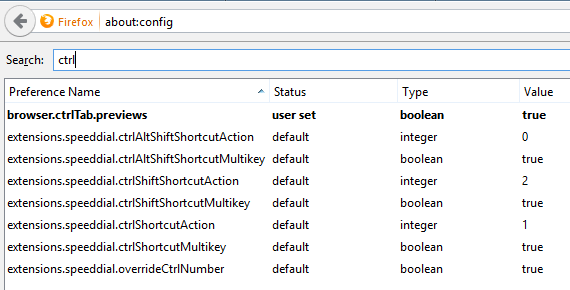 Firefox about:config
Search: ctrl
Preference Name Status Type Value
browser.ctrlTab.previews user set boolean true
extensions.speeddial.ctrlAltShiftShortcutAction default integer 0
extensions.speeddial.ctrlAltShiftShortcutMultikey default boolean true
extensions.speeddial.ctrlShiftShortcutAction default integer 2
extensions.speeddial.ctrlShiftShortcutMultikey default boolean true
extensions.speeddial.ctrlShortcutAction default integer 1
extensions.speeddial.ctrlShortcutMultikey default boolean true
extensions.speeddial.overrideCtrlNumber default boolean true